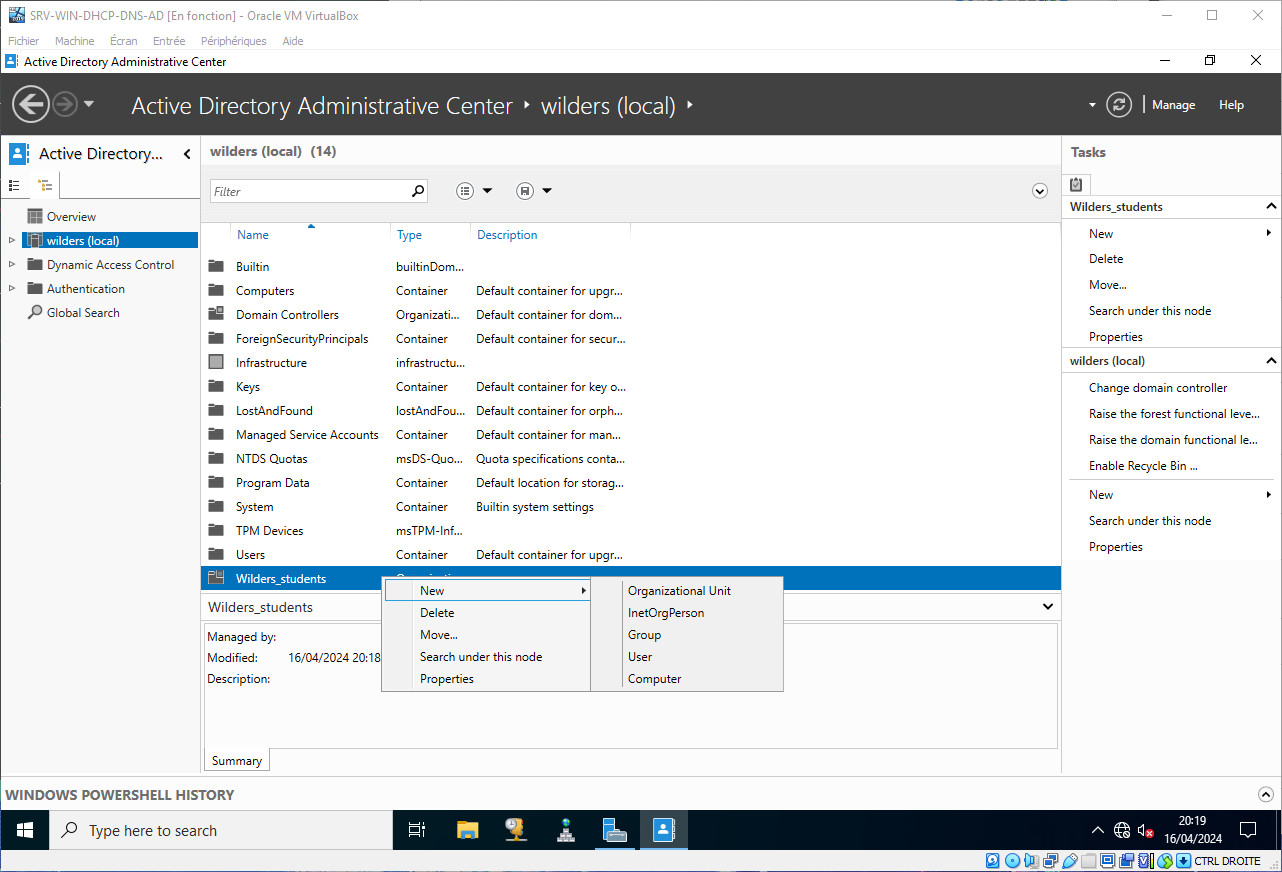 SRV-WIN-DHCP-DNS-AD [En fonction] - Oracle VM VirtualBox
Fichier Machine Écran Entrée Périphériques Aide
Active Directory Administrative Center
Active Directory Administrative Center wilders (local)
Manage Help
Active Directory...
Overview
wilders (local)
Dynamic Access Control
Authentication
Global Search
wilders (local) (14)
Filter
Name Type Description
Builtin builtinDom...
Computers Container Default container for upgr...
Domain Controllers Organizati... Default container for dom...
ForeignSecurityPrincipals Container Default container for secur...
Infrastructure infrastructu...
Keys Container Default container for key o...
LostAndFound lostAndFou... Default container for orph...
Managed Service Accounts Container Default container for man...
NTDS Quotas msDS-Quo... Quota specifications conta...
Program Data Container Default location for storag...
System Container Builtin system settings
TPM Devices msTPM-Inf...
Users Container Default container for upgr...
Wilders_students
New
Delete
Move...
Search under this node
Properties
Organizational Unit
InetOrgPerson
Group
User
Computer
Wilders_students
Managed by:
Modified: 16/04/2024 20:18
Description:
Summary
Tasks
Wilders_students
New
Delete
Move...
Search under this node
Properties
wilders (local)
Change domain controller
Raise the forest functional leve...
Raise the domain functional le...
Enable Recycle Bin ...
New
Search under this node
Properties
WINDOWS POWERSHELL HISTORY
Type here to search
20:19
16/04/2024
CTRL DROITE